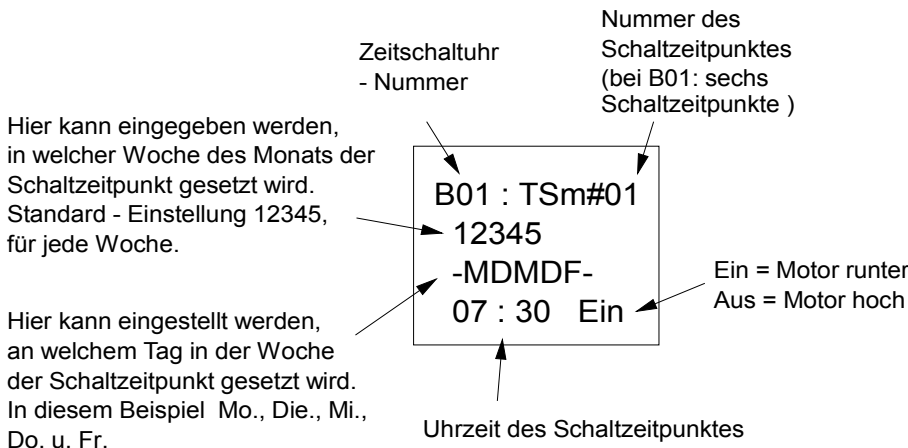 Nummer des
Schaltzeitpunktes
(bei B01: sechs
Schaltzeitpunkte )
Zeitschaltuhr
- Nummer
Hier kann eingegeben werden,
in welcher Woche des Monats der
Schaltzeitpunkt gesetzt wird.
Standard - Einstellung 12345,
für jede Woche.
B01 : TSm#01
12345
-MDMDF-
07 : 30 Ein
Ein = Motor runter
Aus = Motor hoch
Hier kann eingestellt werden,
an welchem Tag in der Woche
der Schaltzeitpunkt gesetzt wird.
In diesem Beispiel Mo., Die., Mi.,
Do. u. Fr.
Uhrzeit des Schaltzeitpunktes